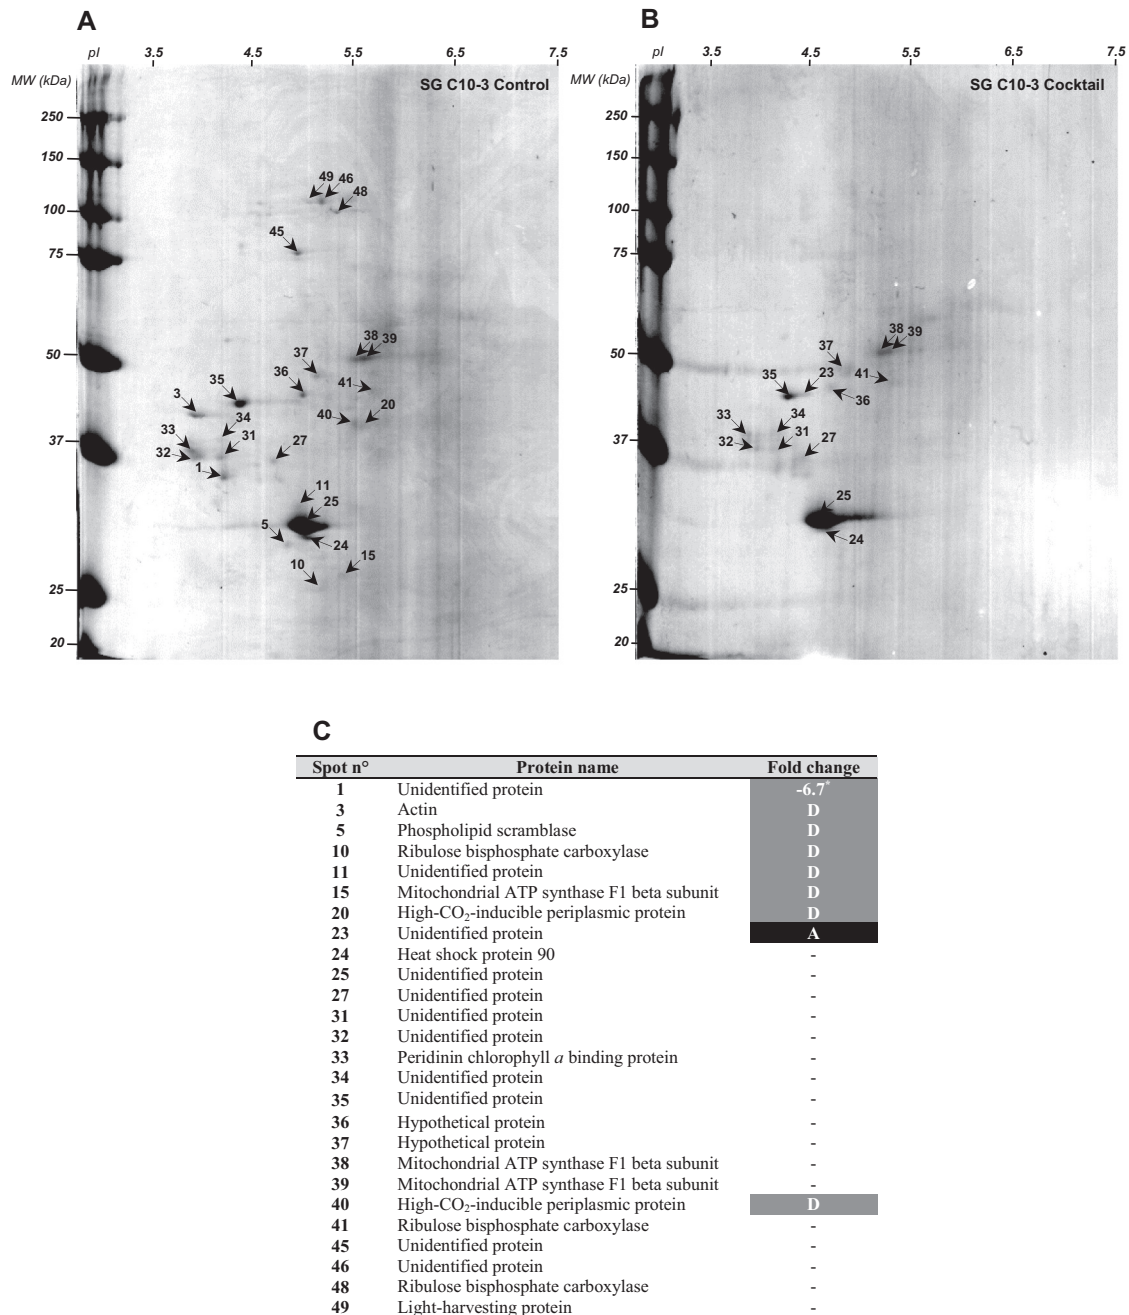 A
pI 3.5 4.5 5.5 6.5 7.5
MW (kDa)
SG C10-3 Control
250
150
100
75
50
37
25
20
49 46
48
45
38 39
37
36
41
35
3
40 20
34
33 31
32 27
1
11
25
5
24
10 15
B
pI 3.5 4.5 5.5 6.5 7.5
MW (kDa)
SG C10-3 Cocktail
250
150
100
75
50
37
25
20
38 39
37
35 23 41
36
33 34
32 31 27
25
24
C
Spot n° Protein name Fold change
1 Unidentified protein -6.7*
3 Actin D
5 Phospholipid scramblase D
10 Ribulose bisphosphate carboxylase D
11 Unidentified protein D
15 Mitochondrial ATP synthase F1 beta subunit D
20 High-CO₂-inducible periplasmic protein D
23 Unidentified protein A
24 Heat shock protein 90 -
25 Unidentified protein -
27 Unidentified protein -
31 Unidentified protein -
32 Unidentified protein -
33 Peridinin chlorophyll a binding protein -
34 Unidentified protein -
35 Unidentified protein -
36 Hypothetical protein -
37 Hypothetical protein -
38 Mitochondrial ATP synthase F1 beta subunit -
39 Mitochondrial ATP synthase F1 beta subunit -
40 High-CO₂-inducible periplasmic protein D
41 Ribulose bisphosphate carboxylase -
45 Unidentified protein -
46 Unidentified protein -
48 Ribulose bisphosphate carboxylase -
49 Light-harvesting protein -